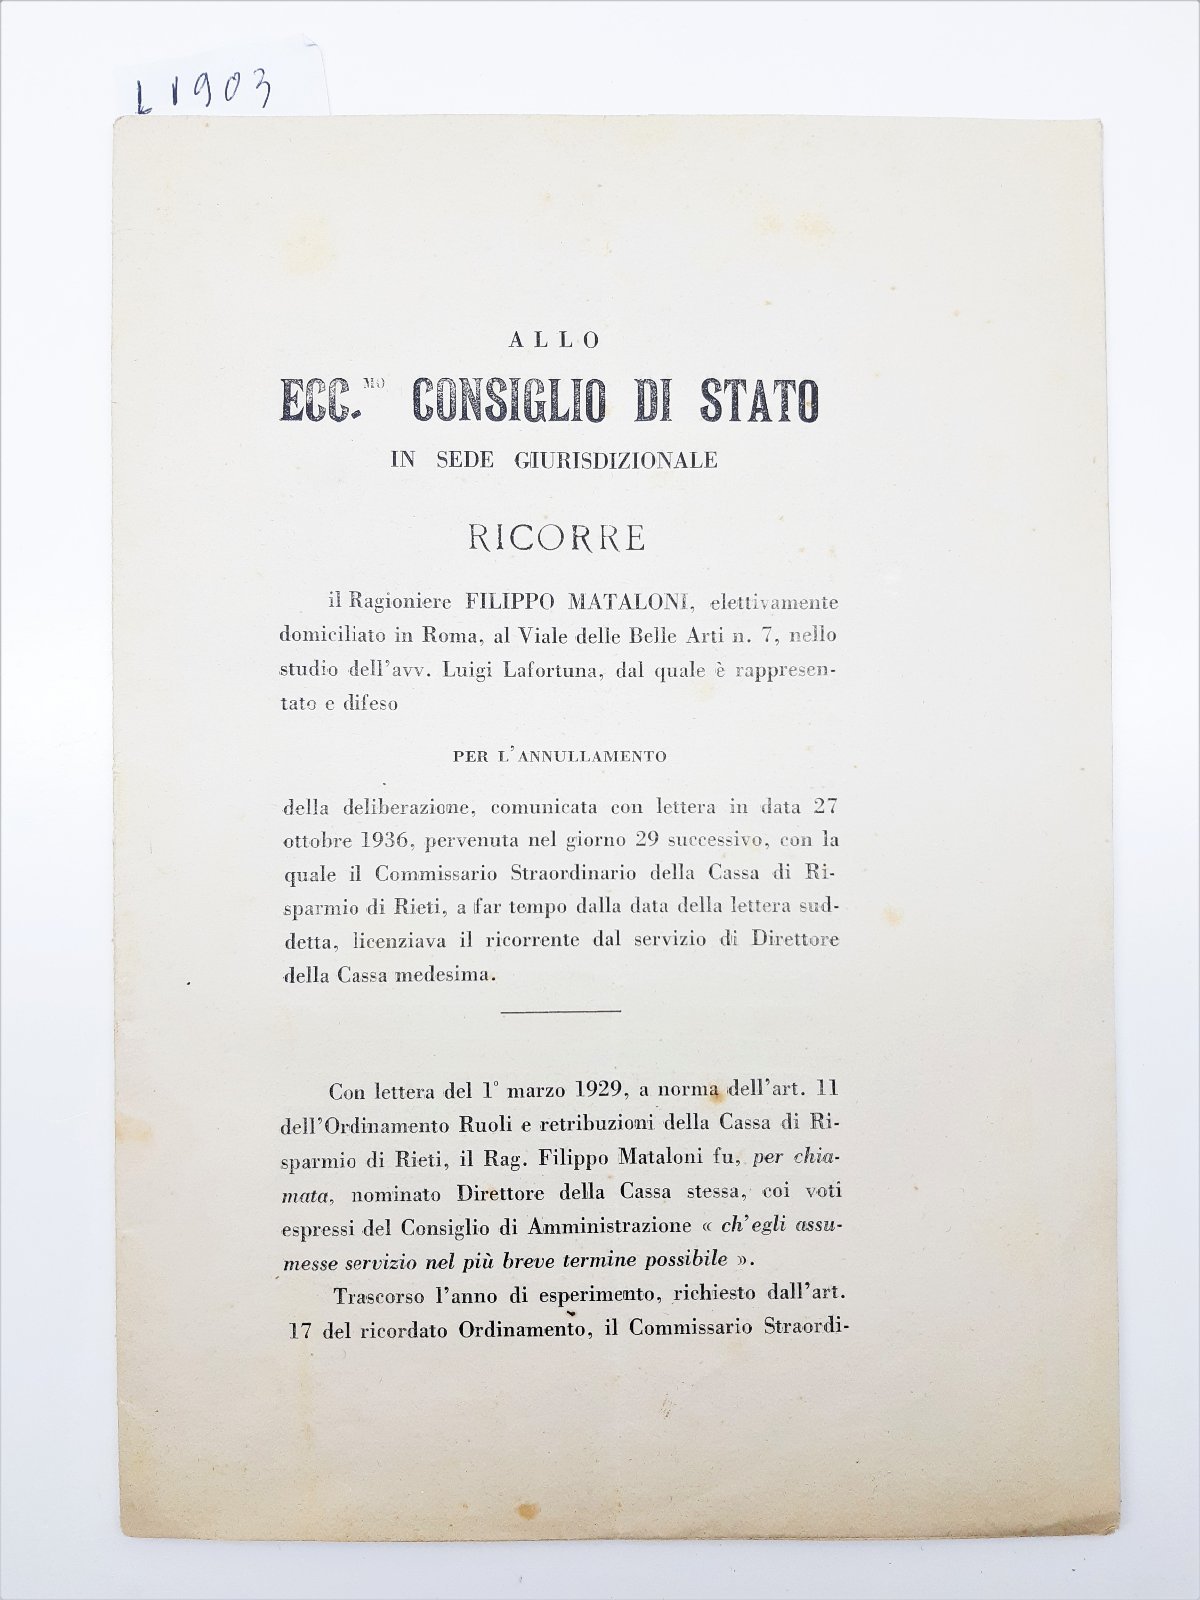 L1903
ALLO
ECC.MO CONSIGLIO DI STATO
IN SEDE GIURISDIZIONALE
RICORRE
il Ragioniere FILIPPO MATALONI, elettivamente
domiciliato in Roma, al Viale delle Belle Arti n. 7, nello
studio dell'avv. Luigi Lafortuna, dal quale è rappresen-
tato e difeso
PER L'ANNULLAMENTO
della deliberazione, comunicata con lettera in data 27
ottobre 1936, pervenuta nel giorno 29 successivo, con la
quale il Commissario Straordinario della Cassa di Ri-
sparmio di Rieti, a far tempo dalla data della lettera sud-
detta, licenziava il ricorrente dal servizio di Direttore
della Cassa medesima.
Con lettera del 1° marzo 1929, a norma dell'art. 11
dell'Ordinamento Ruoli e retribuzioni della Cassa di Ri-
sparmio di Rieti, il Rag. Filippo Mataloni fu, per chia-
mata, nominato Direttore della Cassa stessa, coi voti
espressi del Consiglio di Amministrazione « ch'egli assu-
messe servizio nel più breve termine possibile ».
Trascorso l'anno di esperimento, richiesto dall'art.
17 del ricordato Ordinamento, il Commissario Straordi-